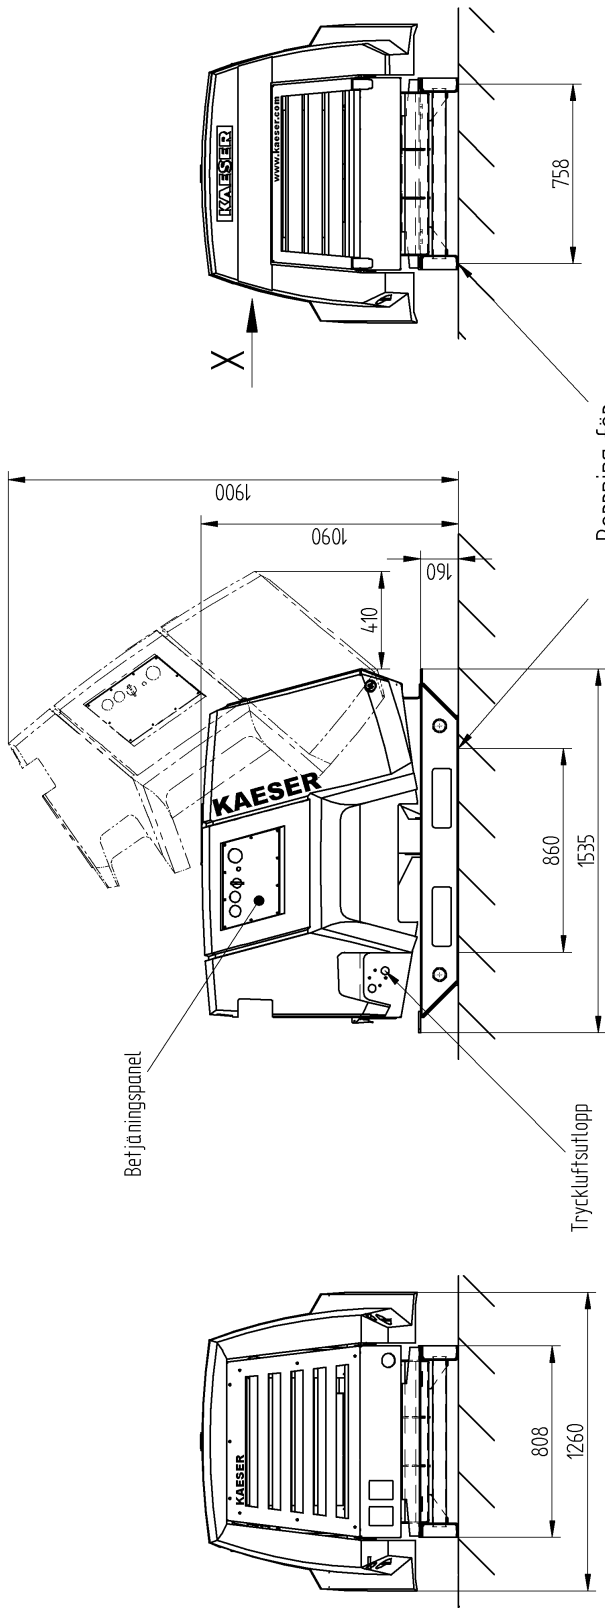 KAESER
www.kaeser.com
758
X
1900
1090
160
410
KAESER
860
1535
Betjäningspanel
Tryckluftsutlopp
KAESER
808
1260